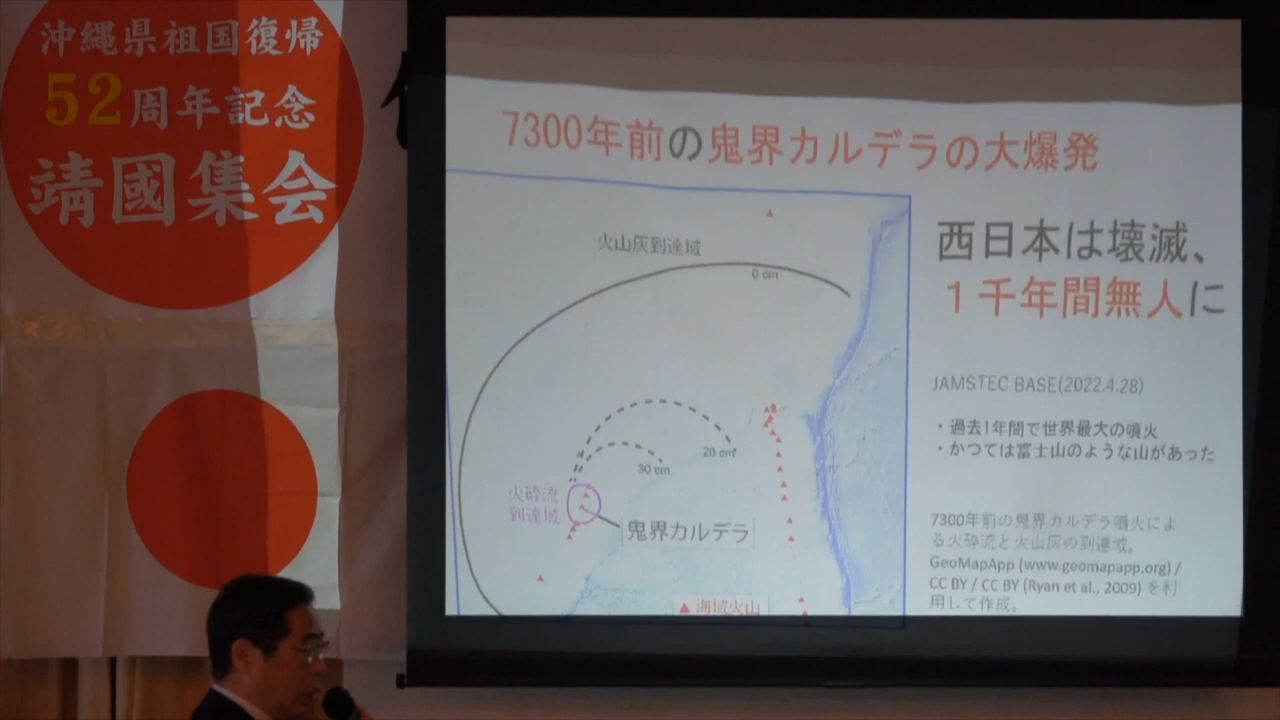 沖縄県祖国復帰
52周年記念
靖國集会
7300年前の鬼界カルデラの大爆発
火山灰到達域
0 cm
20 cm
30 cm
火砕流
到達域
鬼界カルデラ
▲ 海域火山
西日本は壊滅、
1千年間無人に
JAMSTEC BASE(2022.4.28)
・過去1年間で世界最大の噴火
・かつては富士山のような山があった
7300年前の鬼界カルデラ噴火によ
る火砕流と火山灰の到達域。
GeoMapApp (www.geomapapp.org) /
CC BY / CC BY (Ryan et al., 2009) を利
用して作成。